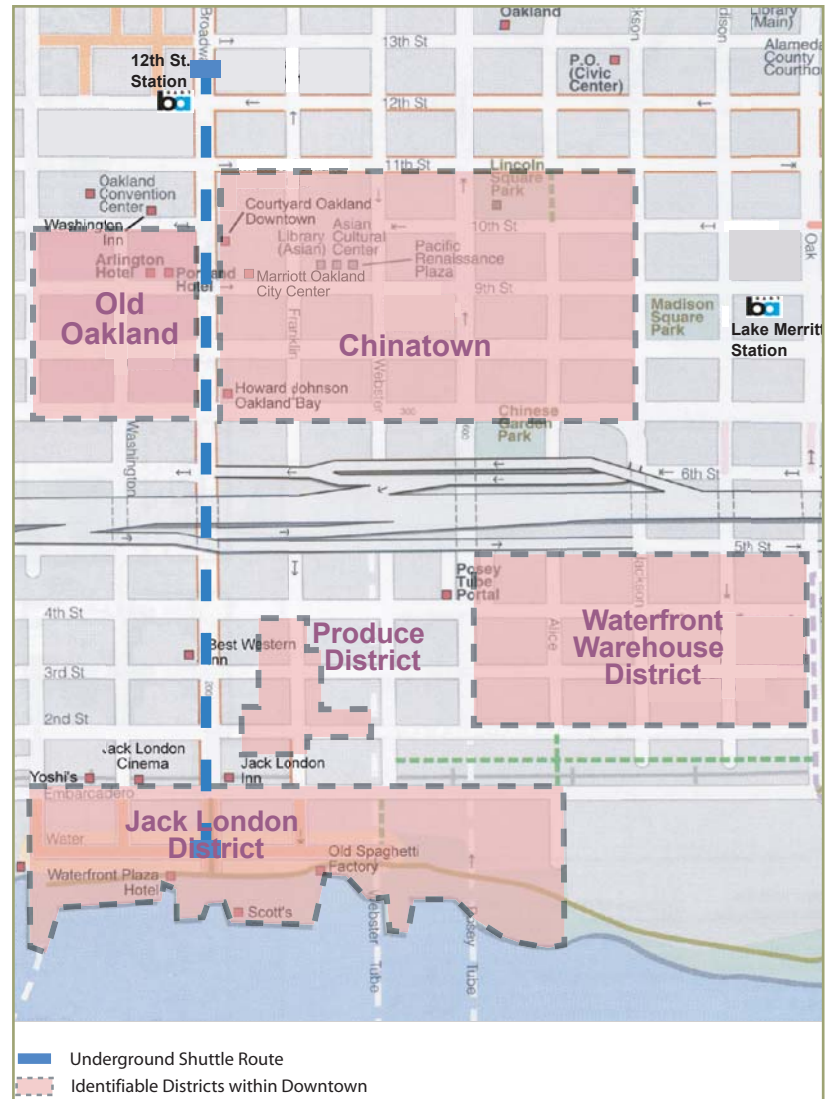 Oakland
Library
(Main)
Broadway
13th St
12th St.
Station
ba
P.O.
(Civic
Center)
Alameda
County
12th St
11th St
Lincoln
Square
Park
Oakland
Convention
Center
Washington
Inn
Courtyard Oakland
Downtown
Library
(Asian)
Asian
Cultural
Center
10th St
Pacific
Renaissance
Plaza
Oak
Arlington
Hotel
Portland
Hotel
Marriott Oakland
City Center
9th St
Old
Oakland
Franklin
Chinatown
Webster
Madison
Square
Park
ba
Lake Merritt
Station
Howard Johnson
Oakland Bay
300
600
Chinese
Garden
Park
Washington
6th St
5th St
Posey
Tube
Portal
Jackson
4th St
Best Western
Inn
Produce
District
Alice
Waterfront
Warehouse
District
3rd St
200
2nd St
Jack London
Cinema
Jack London
Inn
Yoshi's
Embarcadero
Jack London
District
Water
Waterfront Plaza
Hotel
Old Spaghetti
Factory
Scott's
Webster Tube
Posey Tube
Underground Shuttle Route
Identifiable Districts within Downtown